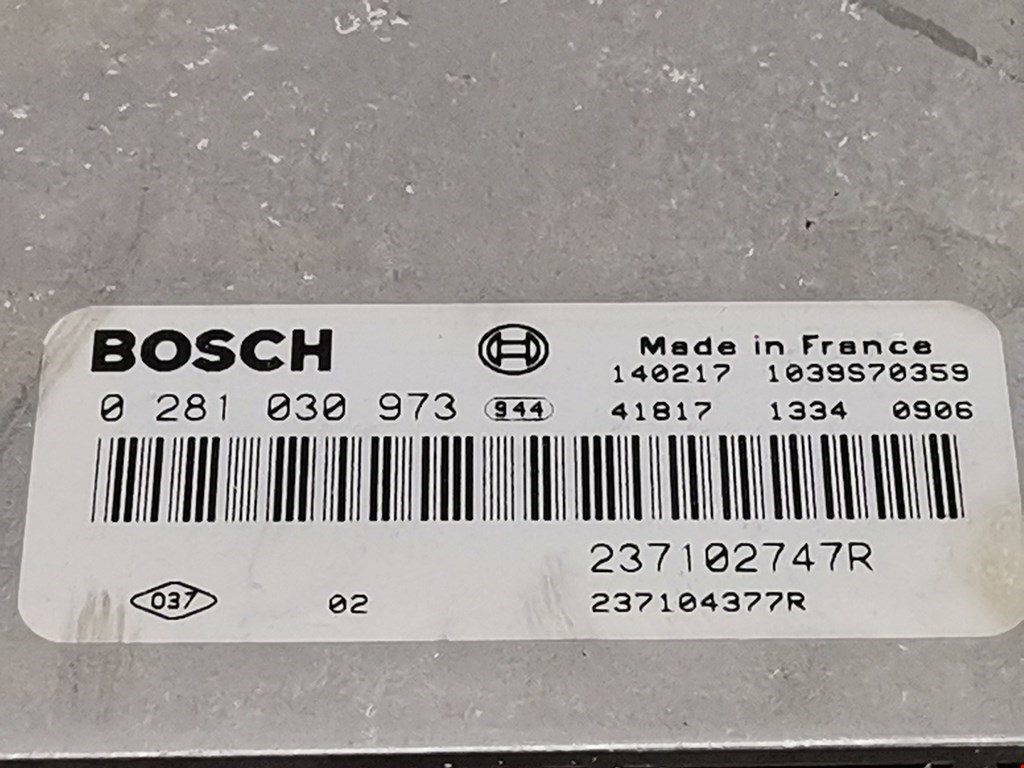 BOSCH
Made in France
140217 1039S70359
0 281 030 973 944 41817 1334 0906
237102747R
037 02 237104377R